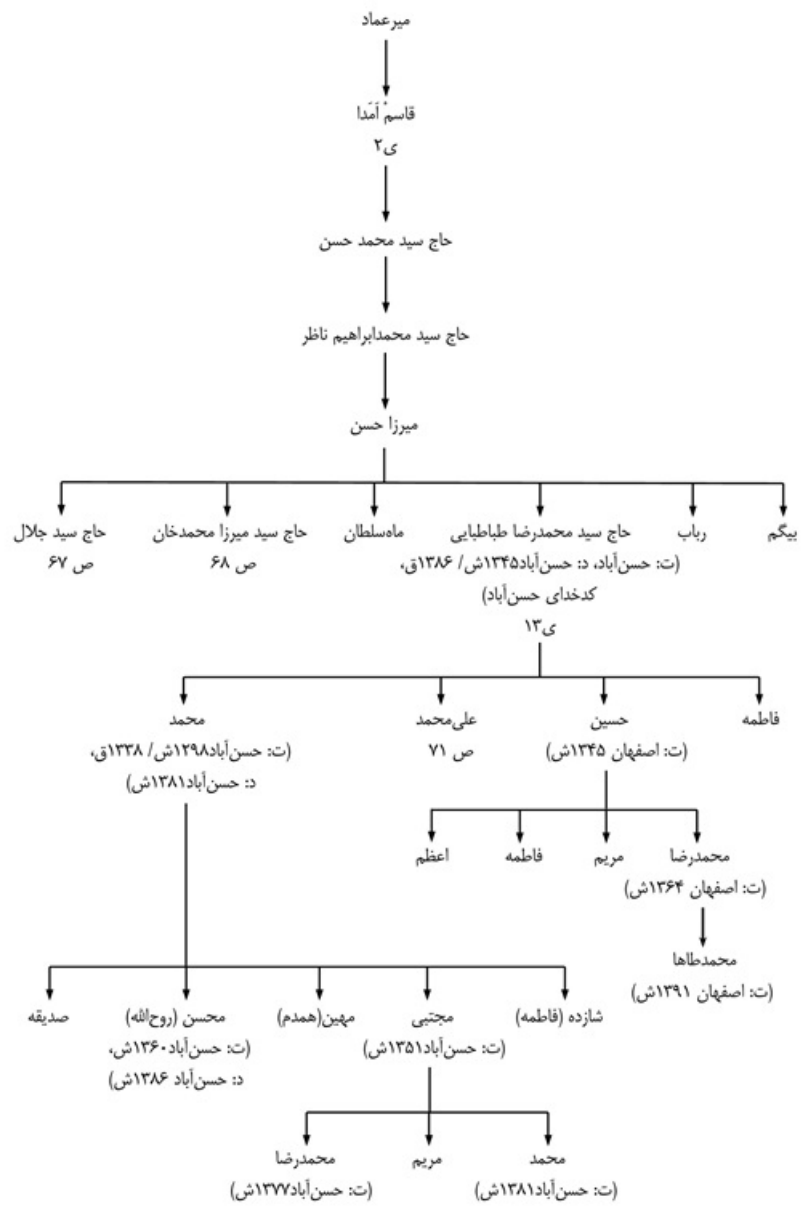 میرعماد
قاسمْ آمَدا
ی۲
حاج سید محمد حسن
حاج سید محمدابراهیم ناظر
میرزا حسن
بیگم
رباب
حاج سید محمدرضا طباطبایی
(ت: حسن‌آباد، د: حسن‌آباد۱۳۴۵ش/ ۱۳۸۶ق،
کدخدای حسن‌آباد)
ی۱۳
ماه‌سلطان
حاج سید میرزا محمدخان
ص ۶۸
حاج سید جلال
ص ۶۷
فاطمه
حسین
(ت: اصفهان ۱۳۴۵ش)
علی‌محمد
ص ۷۱
محمد
(ت: حسن‌آباد۱۲۹۸ش/ ۱۳۳۸ق،
د: حسن‌آباد۱۳۸۱ش)
محمدرضا
(ت: اصفهان ۱۳۶۴ش)
مریم
فاطمه
اعظم
محمدطاها
(ت: اصفهان ۱۳۹۱ش)
شازده (فاطمه)
مجتبی
(ت: حسن‌آباد۱۳۵۱ش)
مهین(همدم)
محسن (روح‌الله)
(ت: حسن‌آباد۱۳۶۰ش،
د: حسن‌آباد ۱۳۸۶ش)
صدیقه
محمد
(ت: حسن‌آباد۱۳۸۱ش)
مریم
محمدرضا
(ت: حسن‌آباد۱۳۷۷ش)